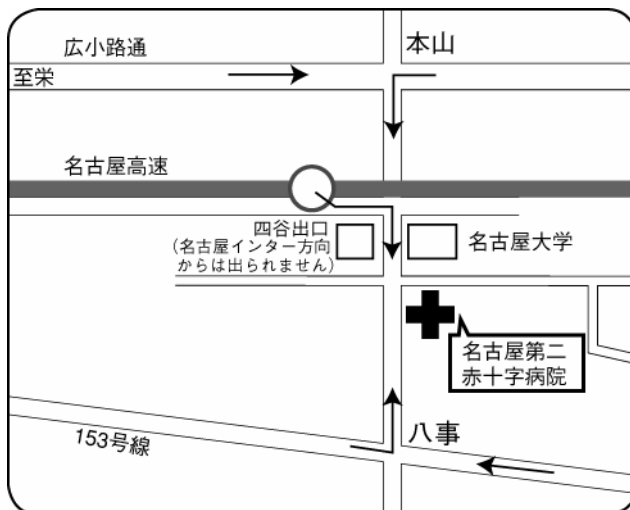 広小路通
本山
至栄
名古屋高速
四谷出口
(名古屋インター方向
からは出られません)
名古屋大学
名古屋第二
赤十字病院
八事
153号線